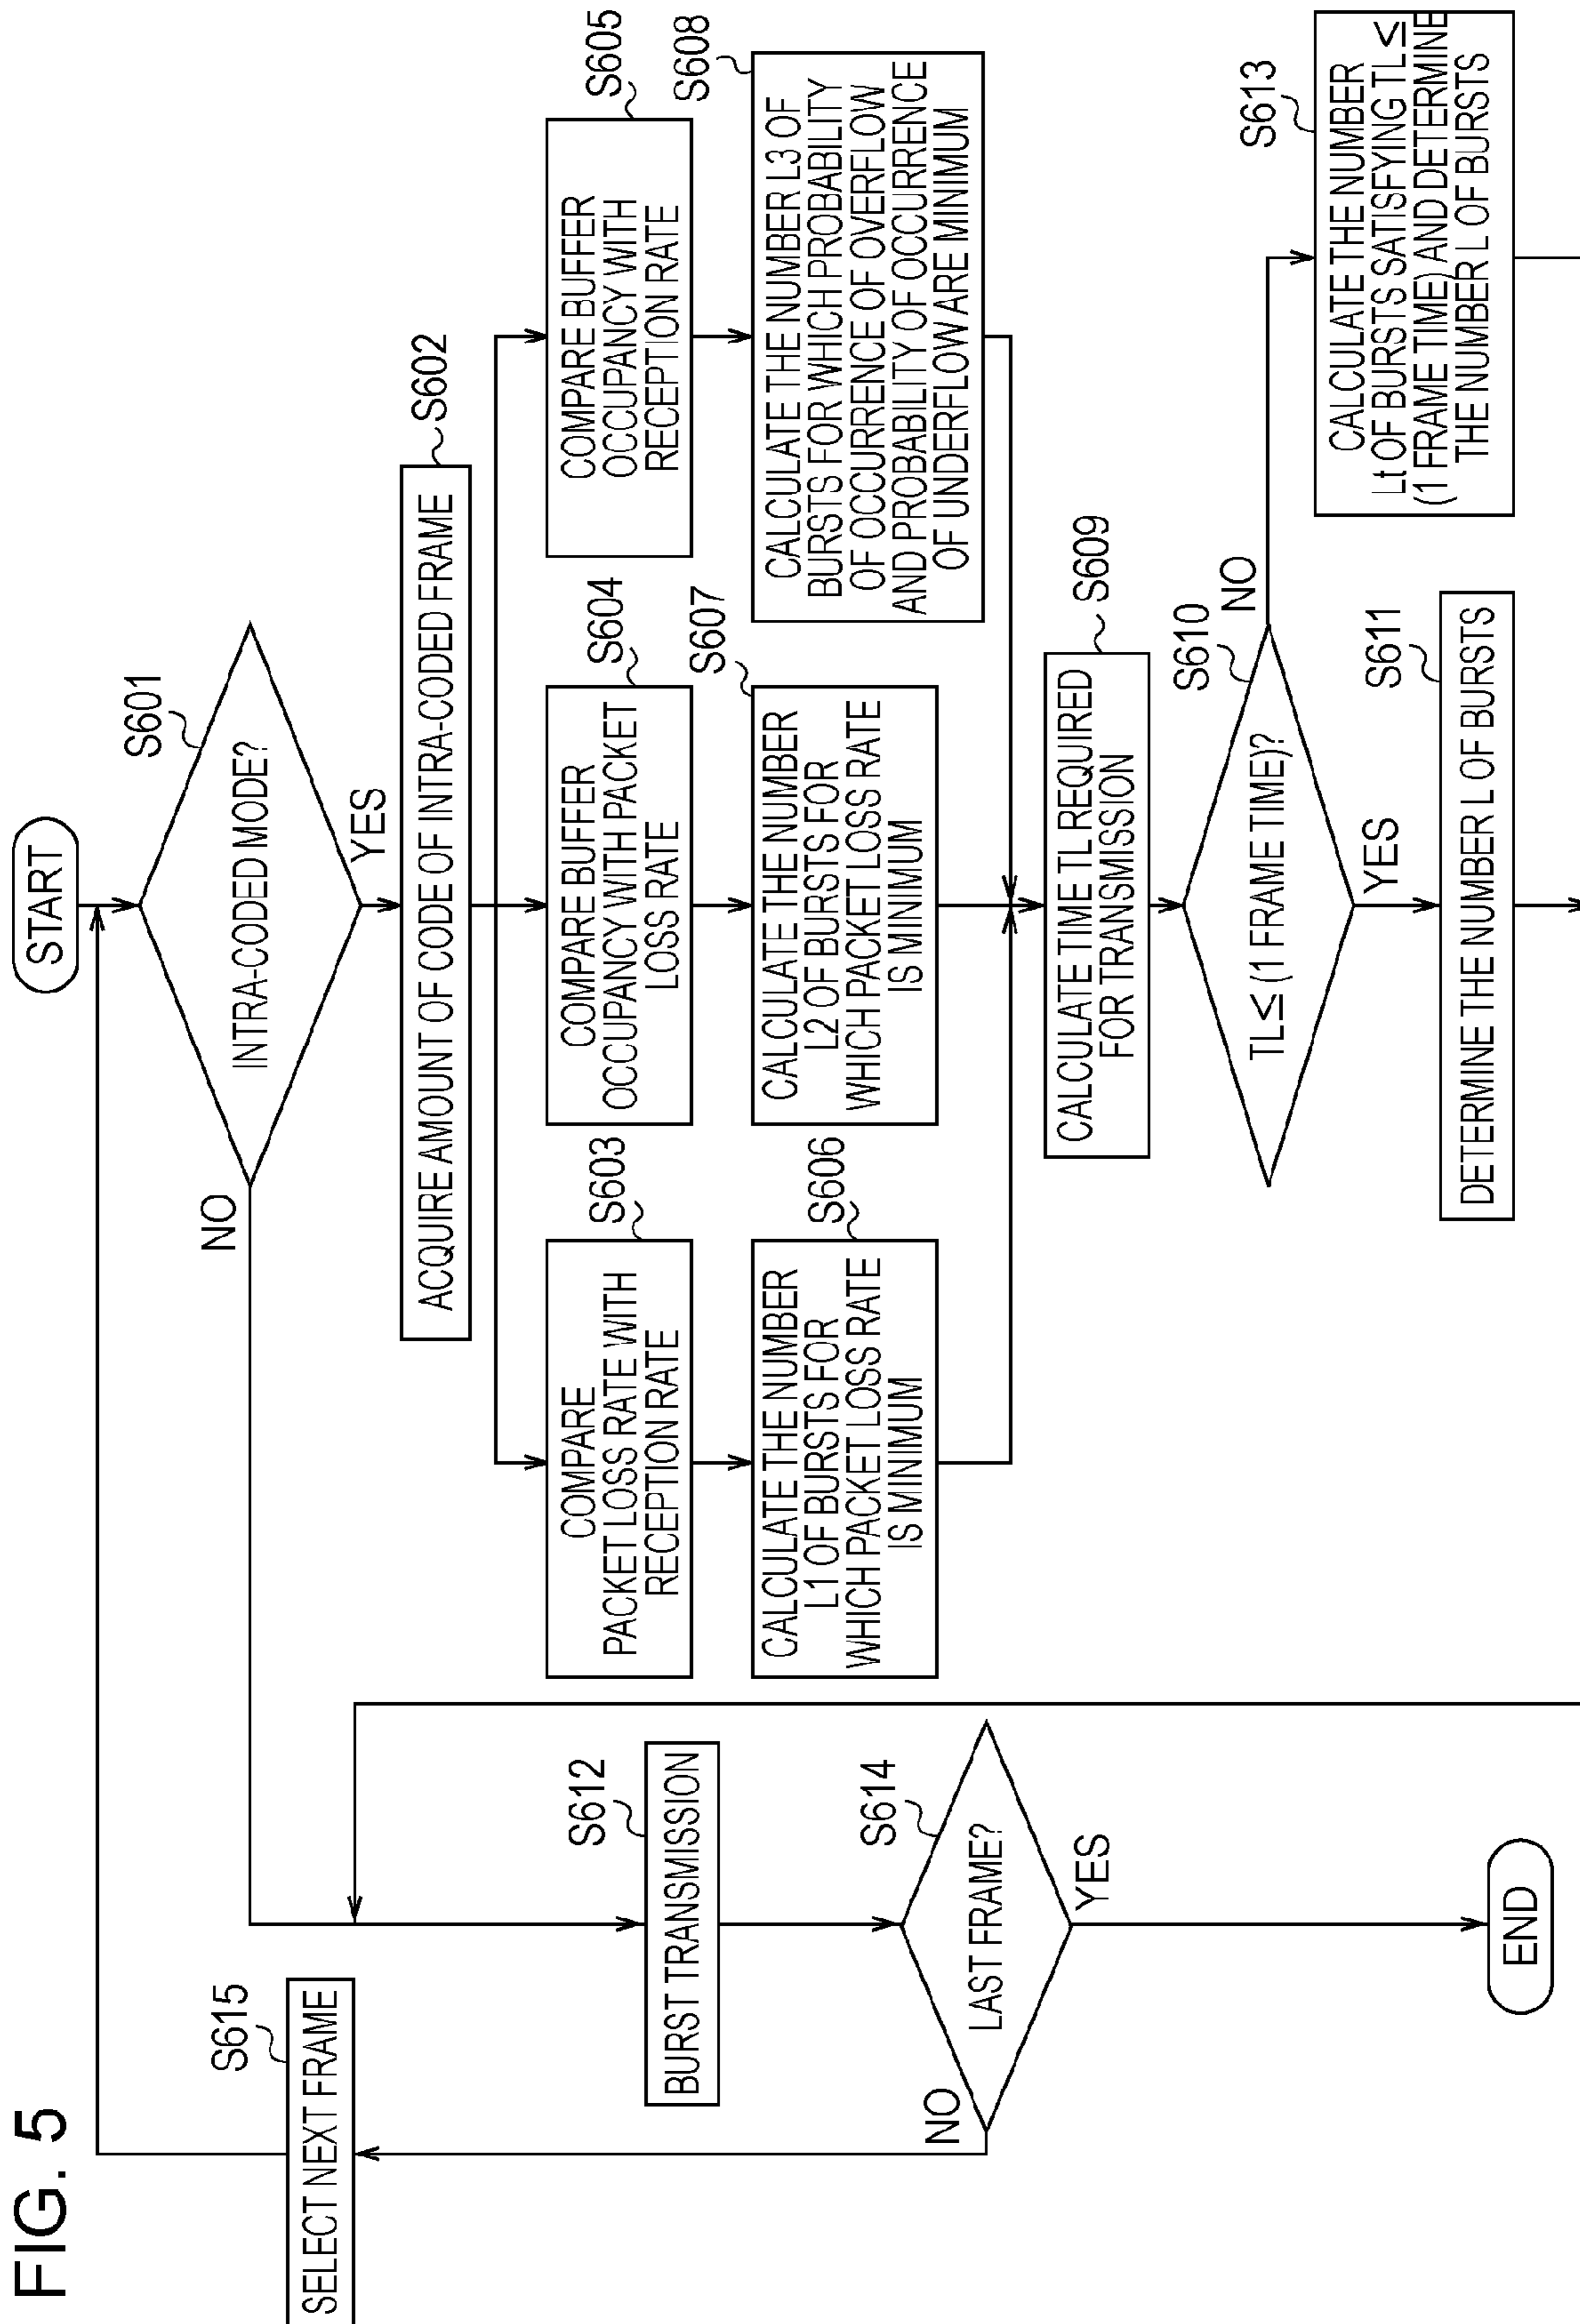 FIG. 5
START
S601
INTRA-CODED MODE?
NO
YES
S602
ACQUIRE AMOUNT OF CODE OF INTRA-CODED FRAME
S603
COMPARE
PACKET LOSS RATE WITH
RECEPTION RATE
S604
COMPARE BUFFER
OCCUPANCY WITH PACKET
LOSS RATE
S605
COMPARE BUFFER
OCCUPANCY WITH
RECEPTION RATE
S606
CALCULATE THE NUMBER
L1 OF BURSTS FOR
WHICH PACKET LOSS RATE
IS MINIMUM
S607
CALCULATE THE NUMBER
L2 OF BURSTS FOR
WHICH PACKET LOSS RATE
IS MINIMUM
S608
CALCULATE THE NUMBER L3 OF
BURSTS FOR WHICH PROBABILITY
OF OCCURRENCE OF OVERFLOW
AND PROBABILITY OF OCCURRENCE
OF UNDERFLOW ARE MINIMUM
S609
CALCULATE TIME TL REQUIRED
FOR TRANSMISSION
S610
TL≤ (1 FRAME TIME)?
NO
YES
S611
DETERMINE THE NUMBER L OF BURSTS
S613
CALCULATE THE NUMBER
Lt OF BURSTS SATISFYING TL≤
(1 FRAME TIME) AND DETERMINE
THE NUMBER L OF BURSTS
S612
BURST TRANSMISSION
S614
LAST FRAME?
NO
YES
S615
SELECT NEXT FRAME
END